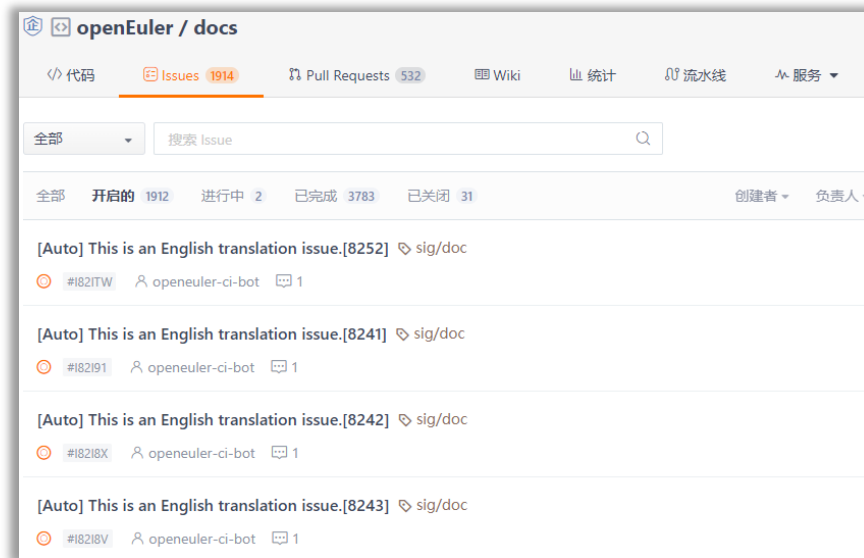 企 openEuler / docs
</> 代码 Issues 1914 Pull Requests 532 Wiki 统计 流水线 服务
全部 搜索 Issue
全部 开启的 1912 进行中 2 已完成 3783 已关闭 31 创建者 负责人
[Auto] This is an English translation issue.[8252] sig/doc
#I82ITW openeuler-ci-bot 1
[Auto] This is an English translation issue.[8241] sig/doc
#I82I91 openeuler-ci-bot 1
[Auto] This is an English translation issue.[8242] sig/doc
#I82I8X openeuler-ci-bot 1
[Auto] This is an English translation issue.[8243] sig/doc
#I82I8V openeuler-ci-bot 1